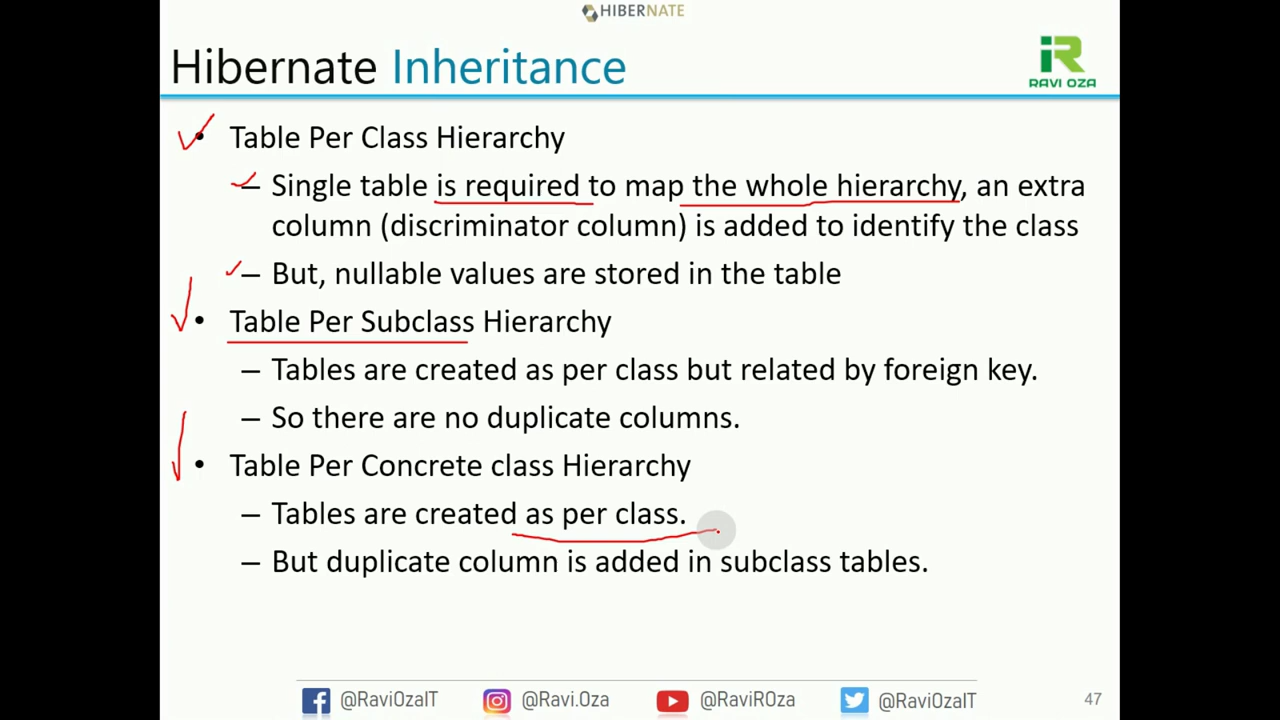 HIBERNATE
Hibernate Inheritance
RAVI OZA
• Table Per Class Hierarchy
– Single table is required to map the whole hierarchy, an extra
column (discriminator column) is added to identify the class
– But, nullable values are stored in the table
• Table Per Subclass Hierarchy
– Tables are created as per class but related by foreign key.
– So there are no duplicate columns.
• Table Per Concrete class Hierarchy
– Tables are created as per class.
– But duplicate column is added in subclass tables.
@RaviOzaIT @Ravi.Oza @RaviROza @RaviOzaIT 47